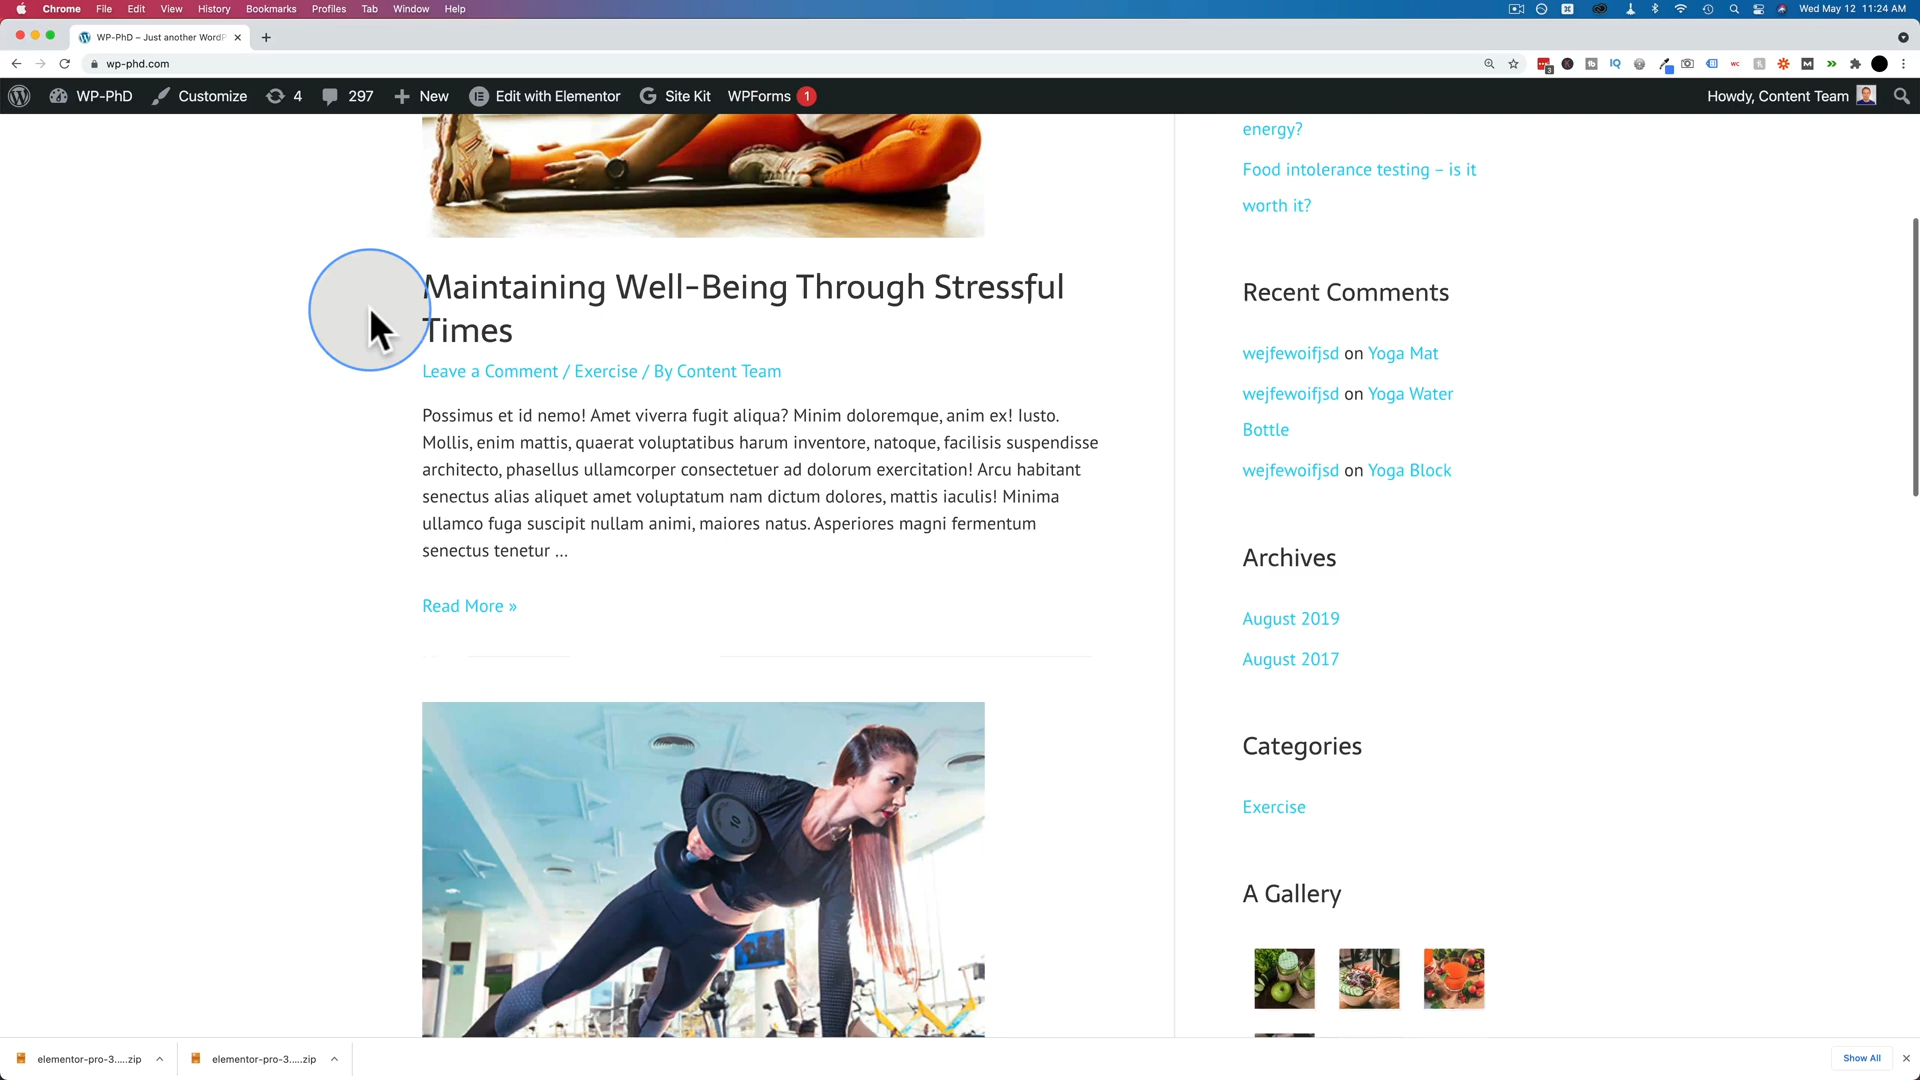 Chrome File Edit View History Bookmarks Profiles Tab Window Help
Wed May 12 11:24 AM
WP-PhD – Just another WordP
wp-phd.com
WP-PhD Customize 4 297 New Edit with Elementor Site Kit WPForms 1
Howdy, Content Team
Maintaining Well-Being Through Stressful
Times
Leave a Comment / Exercise / By Content Team
Possimus et id nemo! Amet viverra fugit aliqua? Minim doloremque, anim ex! Iusto.
Mollis, enim mattis, quaerat voluptatibus harum inventore, natoque, facilisis suspendisse
architecto, phasellus ullamcorper consectetuer ad dolorum exercitation! Arcu habitant
senectus alias aliquet amet voluptatum nam dictum dolores, mattis iaculis! Minima
ullamco fuga suscipit nullam animi, maiores natus. Asperiores magni fermentum
senectus tenetur ...
Read More »
10
energy?
Food intolerance testing – is it
worth it?
Recent Comments
wejfewoifjsd on Yoga Mat
wejfewoifjsd on Yoga Water
Bottle
wejfewoifjsd on Yoga Block
Archives
August 2019
August 2017
Categories
Exercise
A Gallery
elementor-pro-3.....zip
elementor-pro-3.....zip
Show All